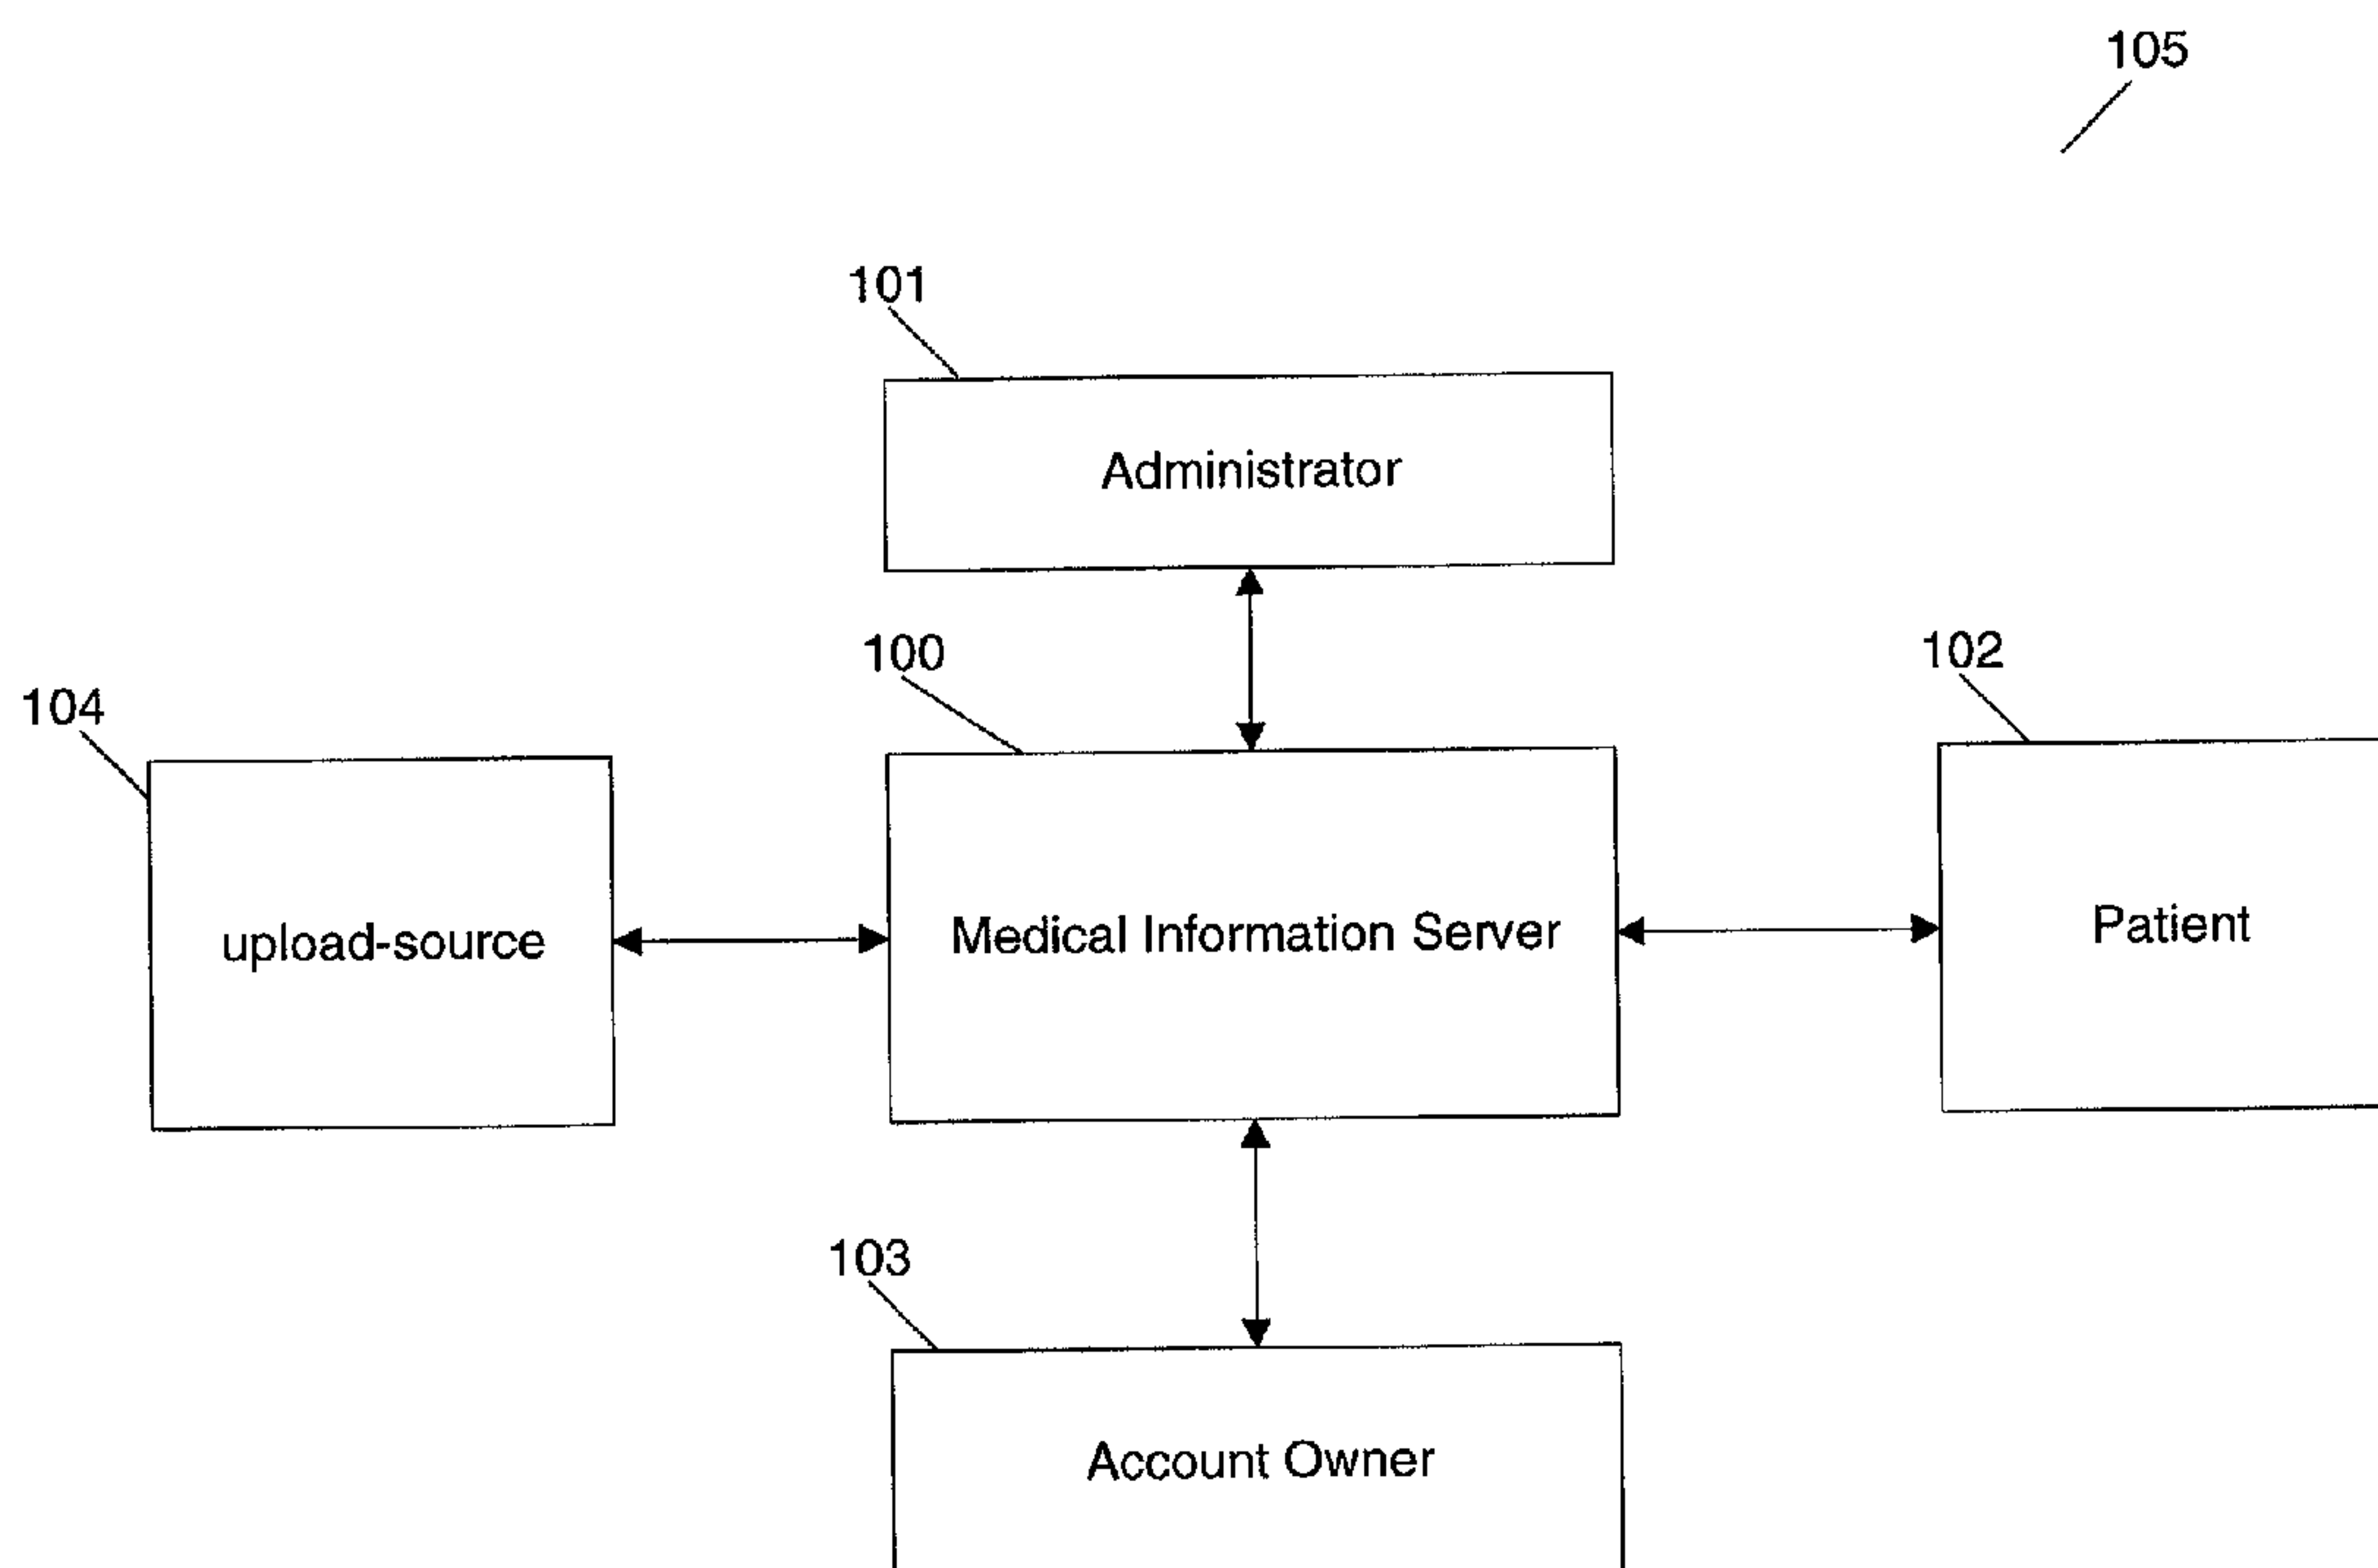 105
101
Administrator
100
102
104
upload-source
Medical Information Server
Patient
103
Account Owner